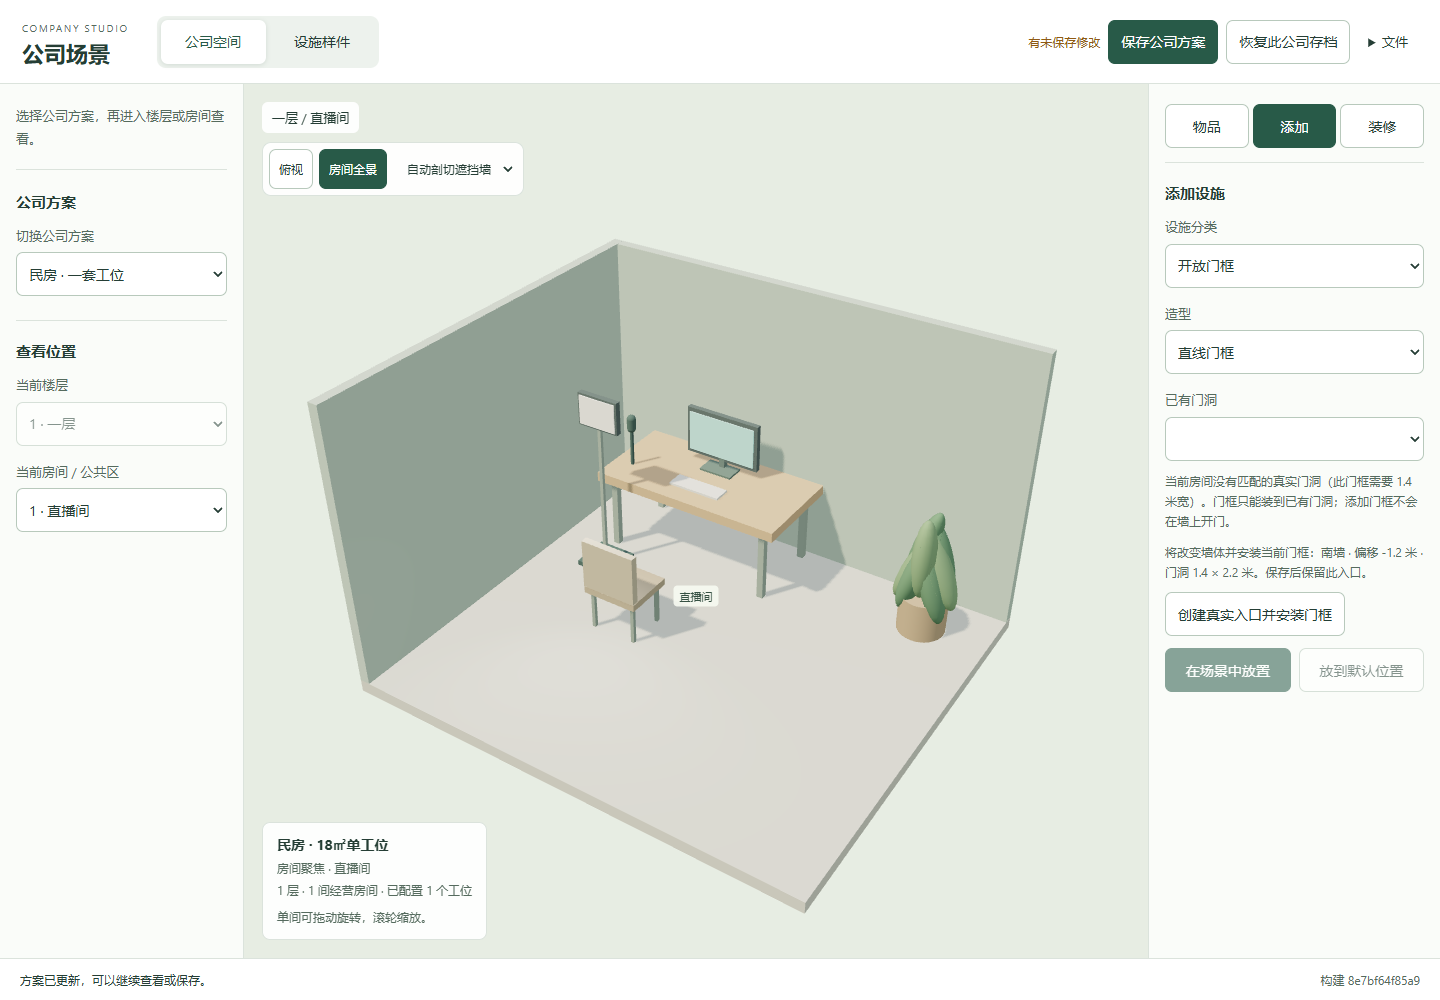 COMPANY STUDIO
公司场景
公司空间
设施样件
有未保存修改
保存公司方案
恢复此公司存档
▶ 文件
选择公司方案，再进入楼层或房间查
看。
公司方案
切换公司方案
民房 · 一套工位
查看位置
当前楼层
1 · 一层
当前房间 / 公共区
1 · 直播间
一层 / 直播间
俯视
房间全景
自动剖切遮挡墙
直播间
民房 · 18㎡单工位
房间聚焦 · 直播间
1 层 · 1 间经营房间 · 已配置 1 个工位
单间可拖动旋转，滚轮缩放。
物品
添加
装修
添加设施
设施分类
开放门框
造型
直线门框
已有门洞
当前房间没有匹配的真实门洞（此门框需要 1.4
米宽）。门框只能装到已有门洞；添加门框不会
在墙上开门。
将改变墙体并安装当前门框：南墙 · 偏移 -1.2 米 ·
门洞 1.4 × 2.2 米。保存后保留此入口。
创建真实入口并安装门框
在场景中放置
放到默认位置
方案已更新，可以继续查看或保存。
构建 8e7bf64f85a9